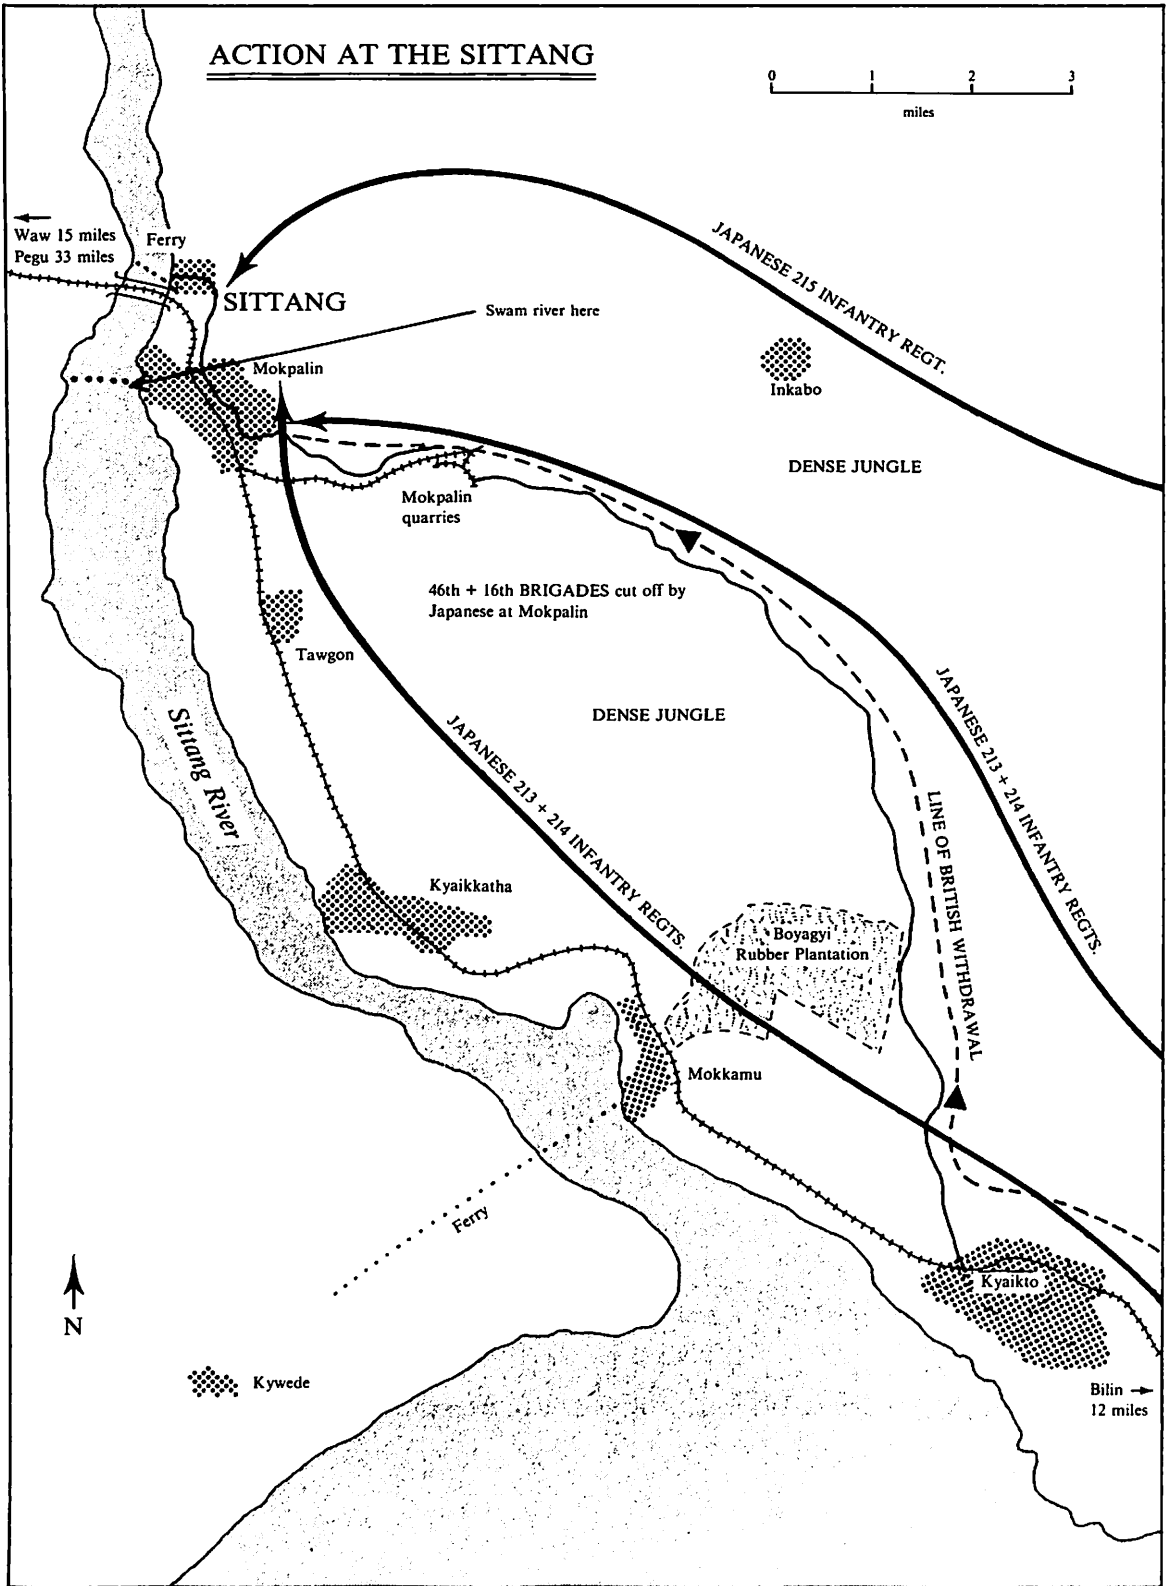 ACTION AT THE SITTANG
0 1 2 3
miles
Waw 15 miles
Pegu 33 miles
Ferry
SITTANG
JAPANESE 215 INFANTRY REGT.
Swam river here
Mokpalin
Inkabo
DENSE JUNGLE
Mokpalin
quarries
46th + 16th BRIGADES cut off by
Japanese at Mokpalin
Tawgon
DENSE JUNGLE
JAPANESE 213 + 214 INFANTRY REGTS.
Sittang River
JAPANESE 213 + 214 INFANTRY REGTS.
LINE OF BRITISH WITHDRAWAL
Kyaikkatha
Boyagyi
Rubber Plantation
Mokkamu
Ferry
Kyaikto
N
Kywede
Bilin
12 miles